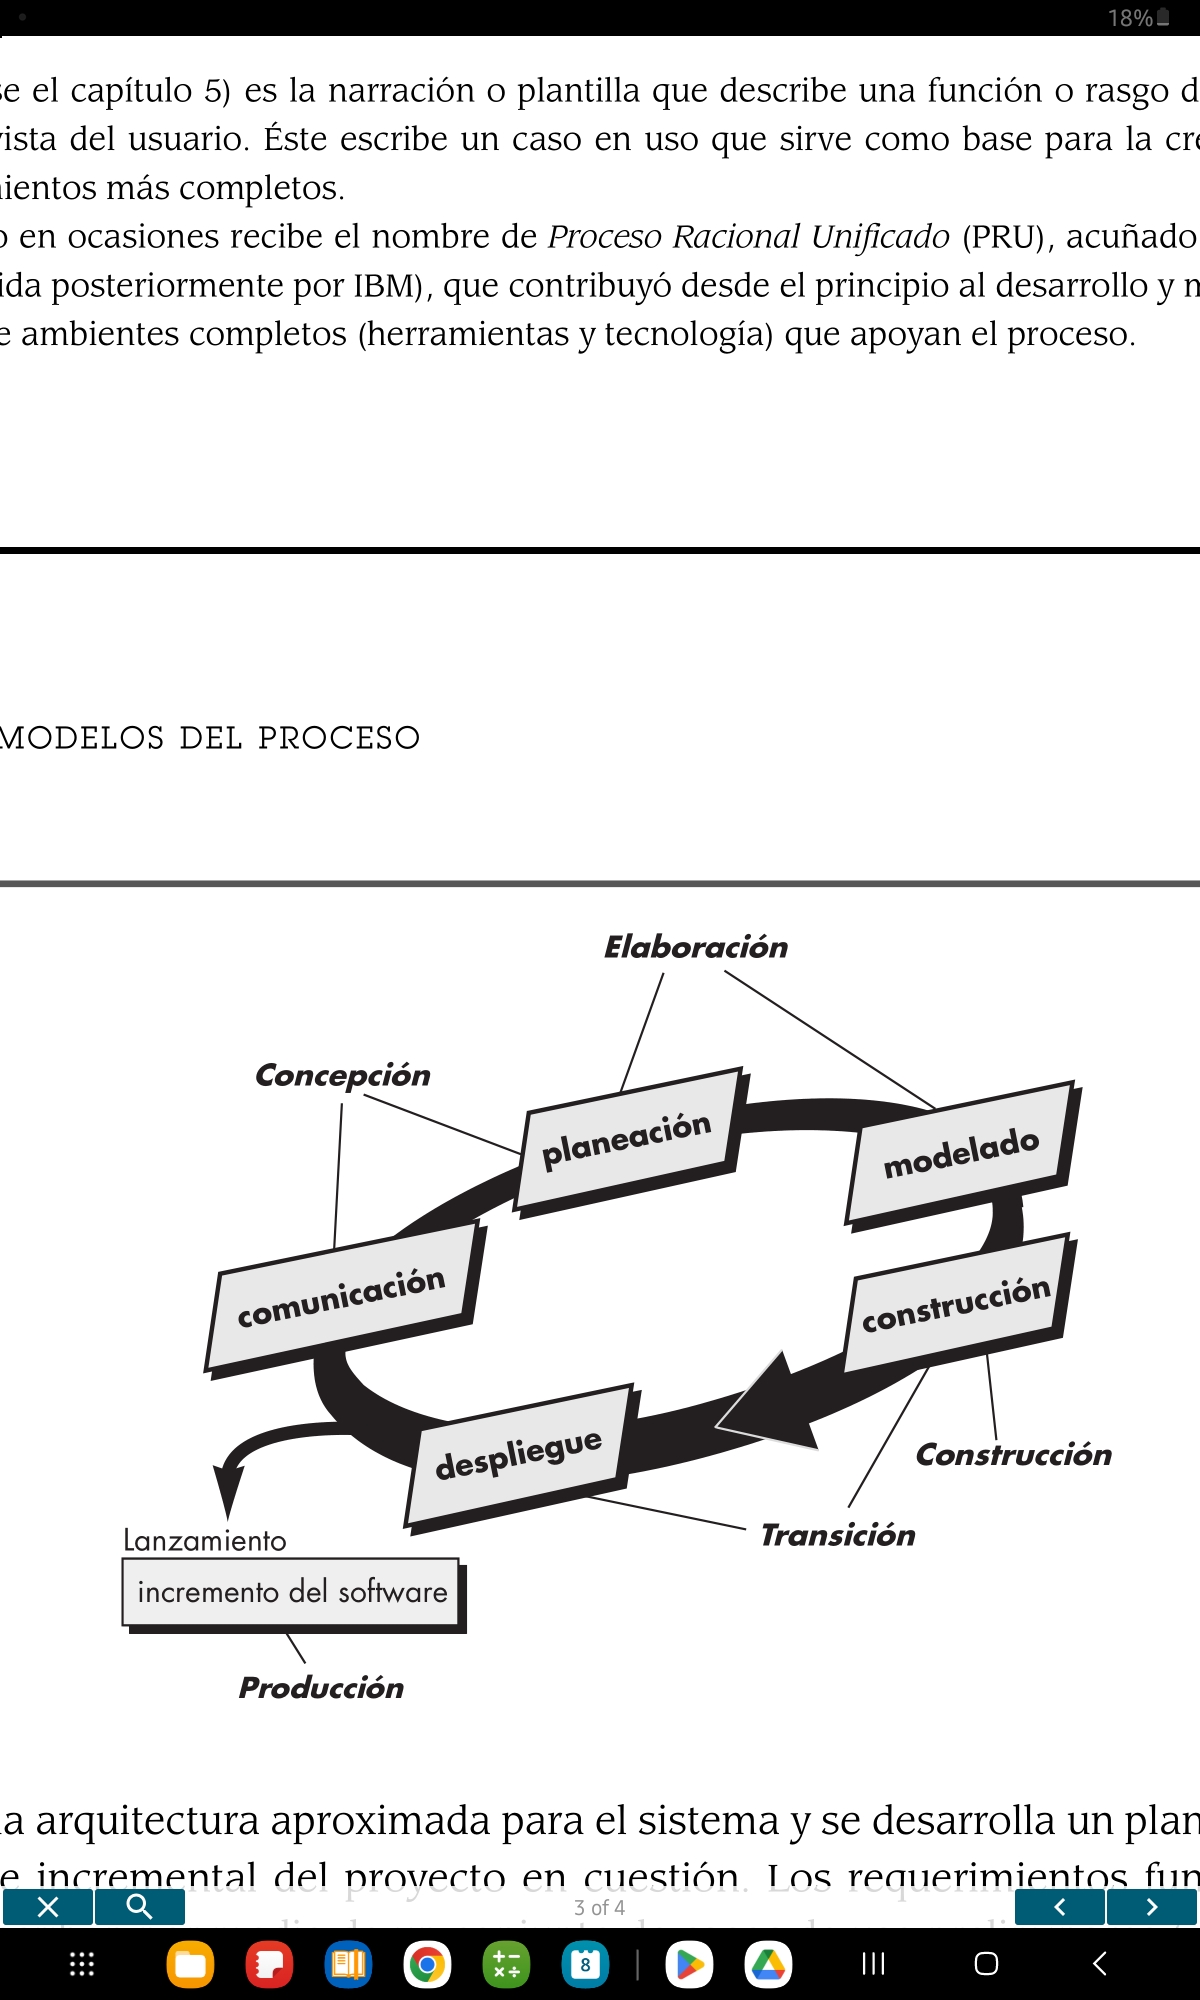 18%
se el capítulo 5) es la narración o plantilla que describe una función o rasgo d
vista del usuario. Éste escribe un caso en uso que sirve como base para la cre
mientos más completos.
o en ocasiones recibe el nombre de Proceso Racional Unificado (PRU), acuñado
ida posteriormente por IBM), que contribuyó desde el principio al desarrollo y m
e ambientes completos (herramientas y tecnología) que apoyan el proceso.
MODELOS DEL PROCESO
Elaboración
Concepción
planeación
modelado
comunicación
construcción
despliegue
Construcción
Transición
Lanzamiento
incremento del software
Producción
la arquitectura aproximada para el sistema y se desarrolla un plan
e incremental del proyecto en cuestión. Los requerimientos fun
3 of 4
8